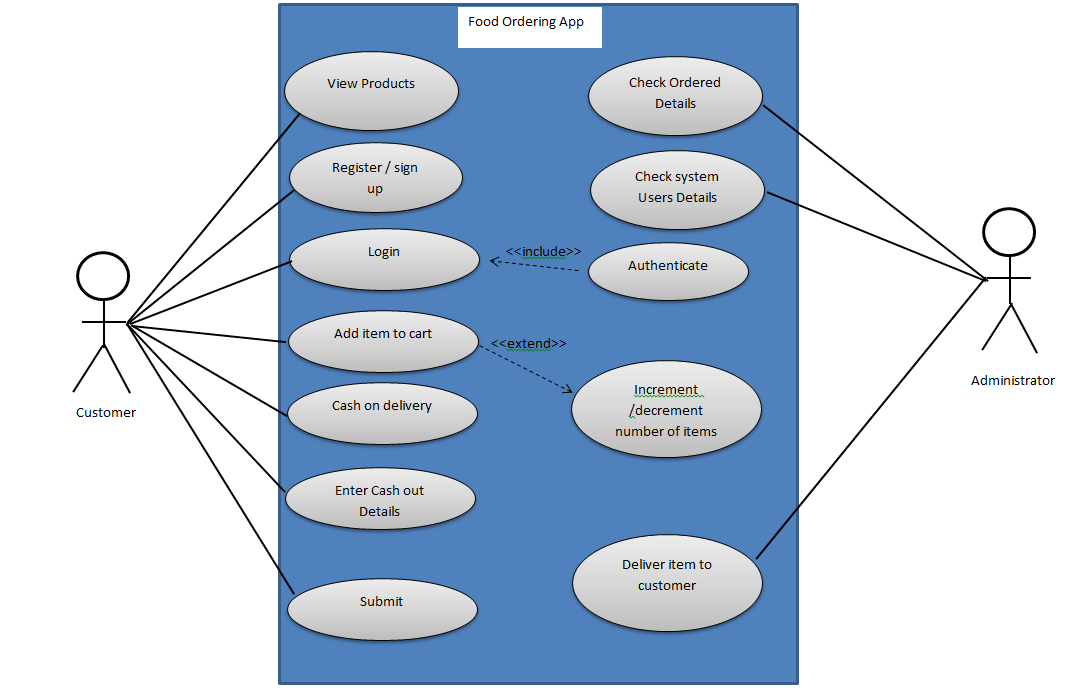 Food Ordering App
View Products
Check Ordered
Details
Register / sign
up
Check system
Users Details
Login
<<include>>
Authenticate
Add item to cart
<<extend>>
Increment
/decrement
number of items
Cash on delivery
Enter Cash out
Details
Deliver item to
customer
Submit
Customer
Administrator